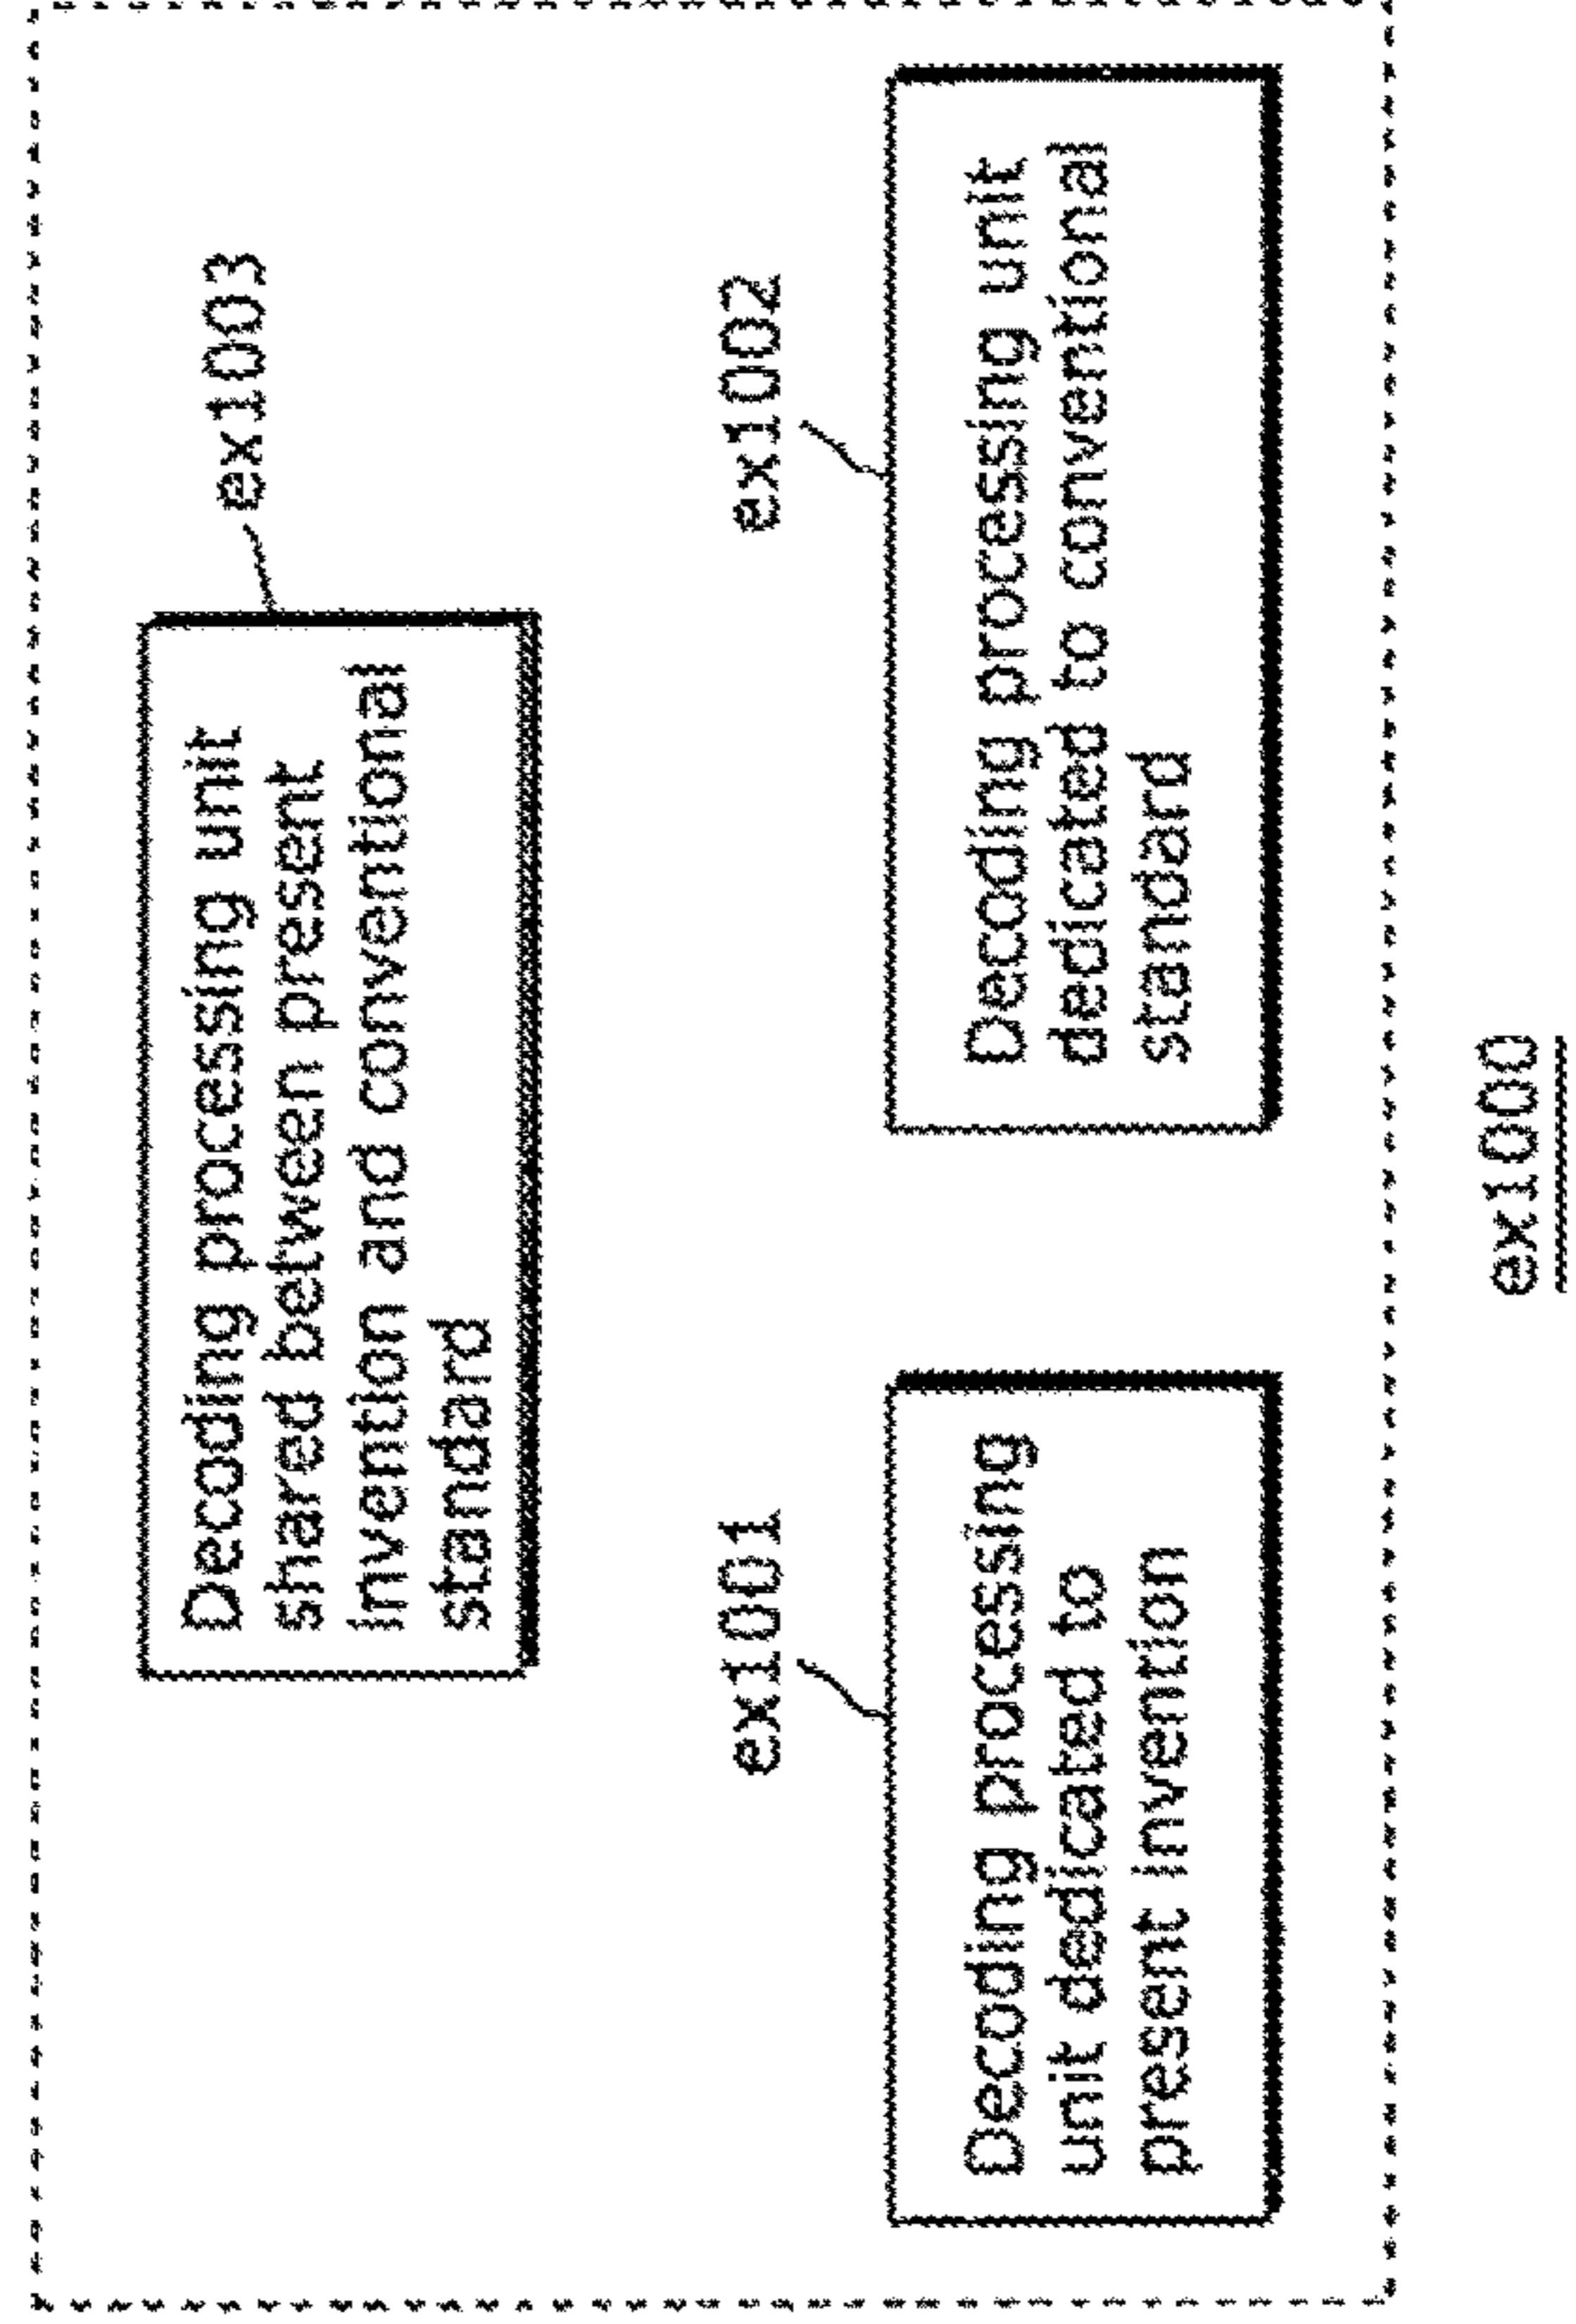 ex1003
Decoding processing unit
shared between present
invention and conventional
standard
ex1001
Decoding processing
unit dedicated to
present invention
ex1002
Decoding processing unit
dedicated to conventional
standard
ex1000